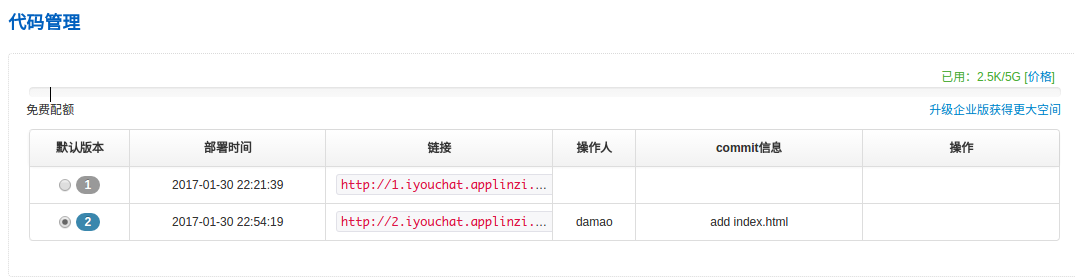 代码管理
已用：2.5K/5G [价格]
免费配额 升级企业版获得更大空间
默认版本 部署时间 链接 操作人 commit信息 操作
1 2017-01-30 22:21:39 http://1.iyouchat.applinzi....
2 2017-01-30 22:54:19 http://2.iyouchat.applinzi.... damao add index.html